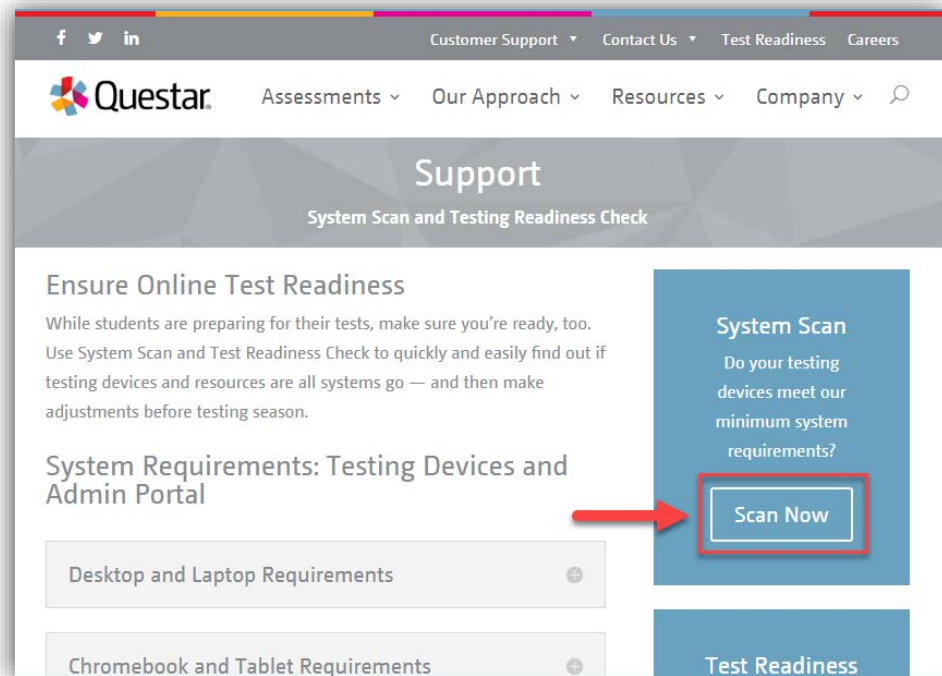 f in
Customer Support Contact Us Test Readiness Careers
Questar.
Assessments Our Approach Resources Company
Support
System Scan and Testing Readiness Check
Ensure Online Test Readiness
While students are preparing for their tests, make sure you’re ready, too.
Use System Scan and Test Readiness Check to quickly and easily find out if
testing devices and resources are all systems go — and then make
adjustments before testing season.
System Requirements: Testing Devices and
Admin Portal
Desktop and Laptop Requirements
Chromebook and Tablet Requirements
System Scan
Do your testing
devices meet our
minimum system
requirements?
Scan Now
Test Readiness